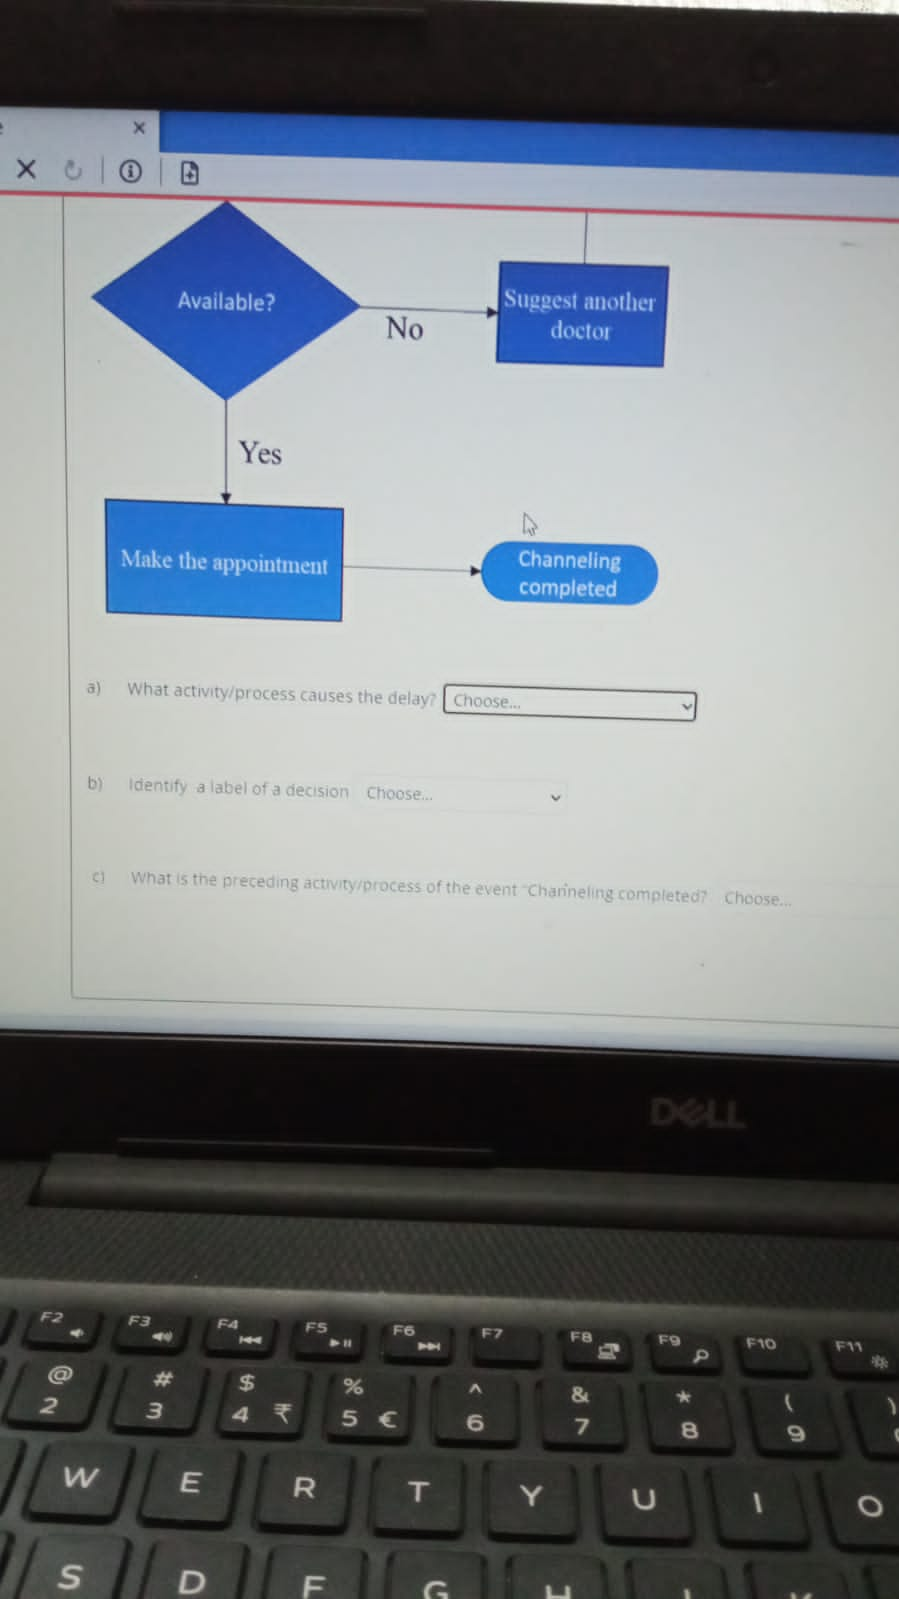 Available?
No
Suggest another
doctor
Yes
Make the appointment
Channeling
completed
a) What activity/process causes the delay? Choose...
b) Identify a label of a decision Choose...
c) What is the preceding activity/process of the event "Channeling completed? Choose...
DELL
F2 F3 F4 F5 F6 F7 F8 F9 F10 F11
@ # $ % ^ & * ( )
2 3 4 ₹ 5 € 6 7 8 9
W E R T Y U I O
S D F G H